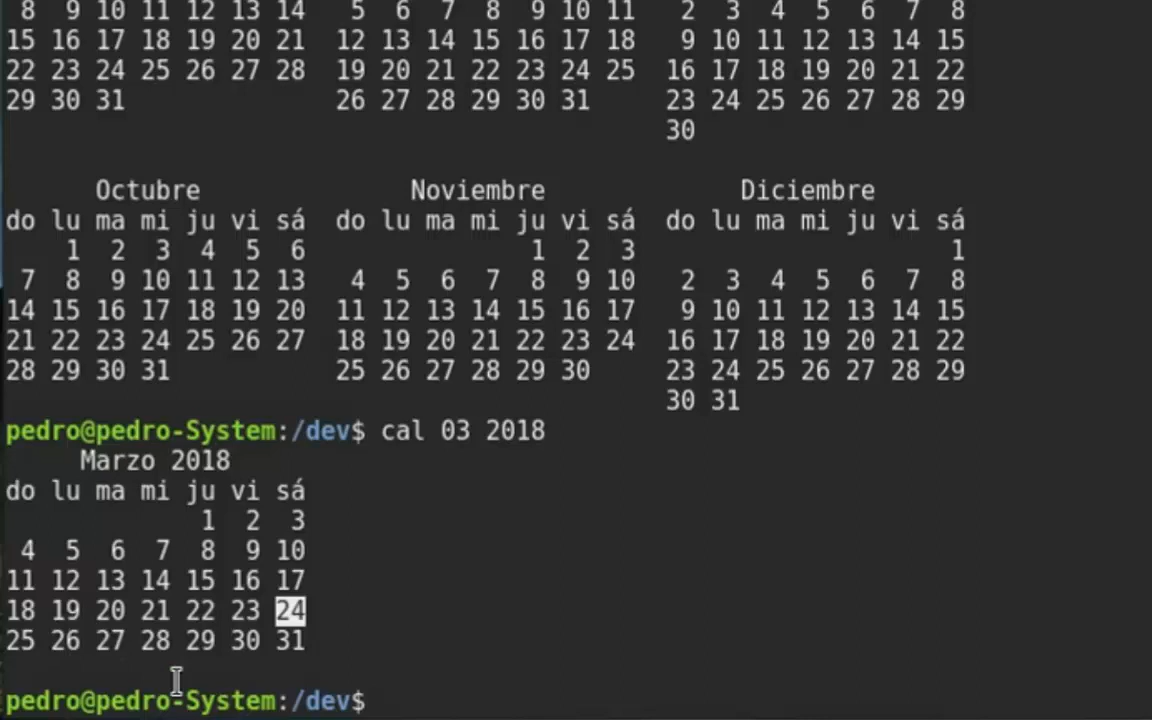 8  9 10 11 12 13 14   5  6  7  8  9 10 11   2  3  4  5  6  7  8
15 16 17 18 19 20 21  12 13 14 15 16 17 18   9 10 11 12 13 14 15
22 23 24 25 26 27 28  19 20 21 22 23 24 25  16 17 18 19 20 21 22
29 30 31              26 27 28 29 30 31     23 24 25 26 27 28 29
                                            30
      Octubre              Noviembre             Diciembre
do lu ma mi ju vi sá  do lu ma mi ju vi sá  do lu ma mi ju vi sá
    1  2  3  4  5  6               1  2  3                     1
 7  8  9 10 11 12 13   4  5  6  7  8  9 10   2  3  4  5  6  7  8
14 15 16 17 18 19 20  11 12 13 14 15 16 17   9 10 11 12 13 14 15
21 22 23 24 25 26 27  18 19 20 21 22 23 24  16 17 18 19 20 21 22
28 29 30 31           25 26 27 28 29 30     23 24 25 26 27 28 29
                                            30 31
pedro@pedro-System:/dev$ cal 03 2018
     Marzo 2018
do lu ma mi ju vi sá
             1  2  3
 4  5  6  7  8  9 10
11 12 13 14 15 16 17
18 19 20 21 22 23 24
25 26 27 28 29 30 31
pedro@pedro-System:/dev$